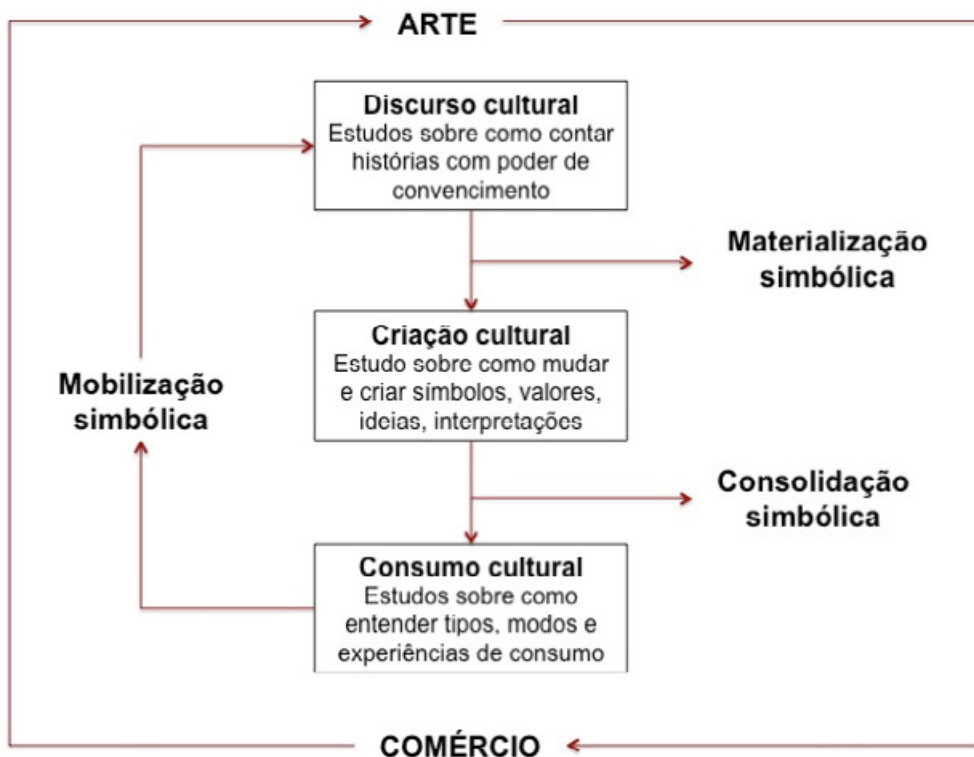 ARTE
Discurso cultural
Estudos sobre como contar
histórias com poder de
convencimento
Materialização
simbólica
Criação cultural
Estudo sobre como mudar
e criar símbolos, valores,
ideias, interpretações
Mobilização
simbólica
Consolidação
simbólica
Consumo cultural
Estudos sobre como
entender tipos, modos e
experiências de consumo
COMÉRCIO